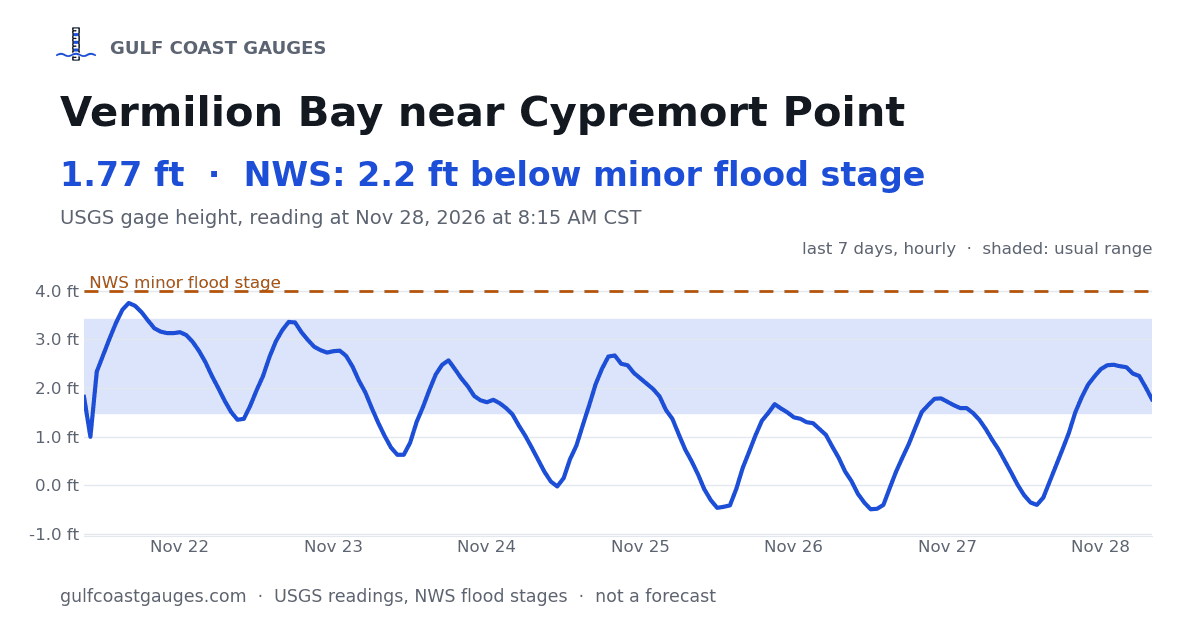 GULF COAST GAUGES
Vermilion Bay near Cypremort Point
1.77 ft · NWS: 2.2 ft below minor flood stage
USGS gage height, reading at Nov 28, 2026 at 8:15 AM CST
last 7 days, hourly · shaded: usual range
NWS minor flood stage
4.0 ft
3.0 ft
2.0 ft
1.0 ft
0.0 ft
-1.0 ft
Nov 22 Nov 23 Nov 24 Nov 25 Nov 26 Nov 27 Nov 28
gulfcoastgauges.com · USGS readings, NWS flood stages · not a forecast